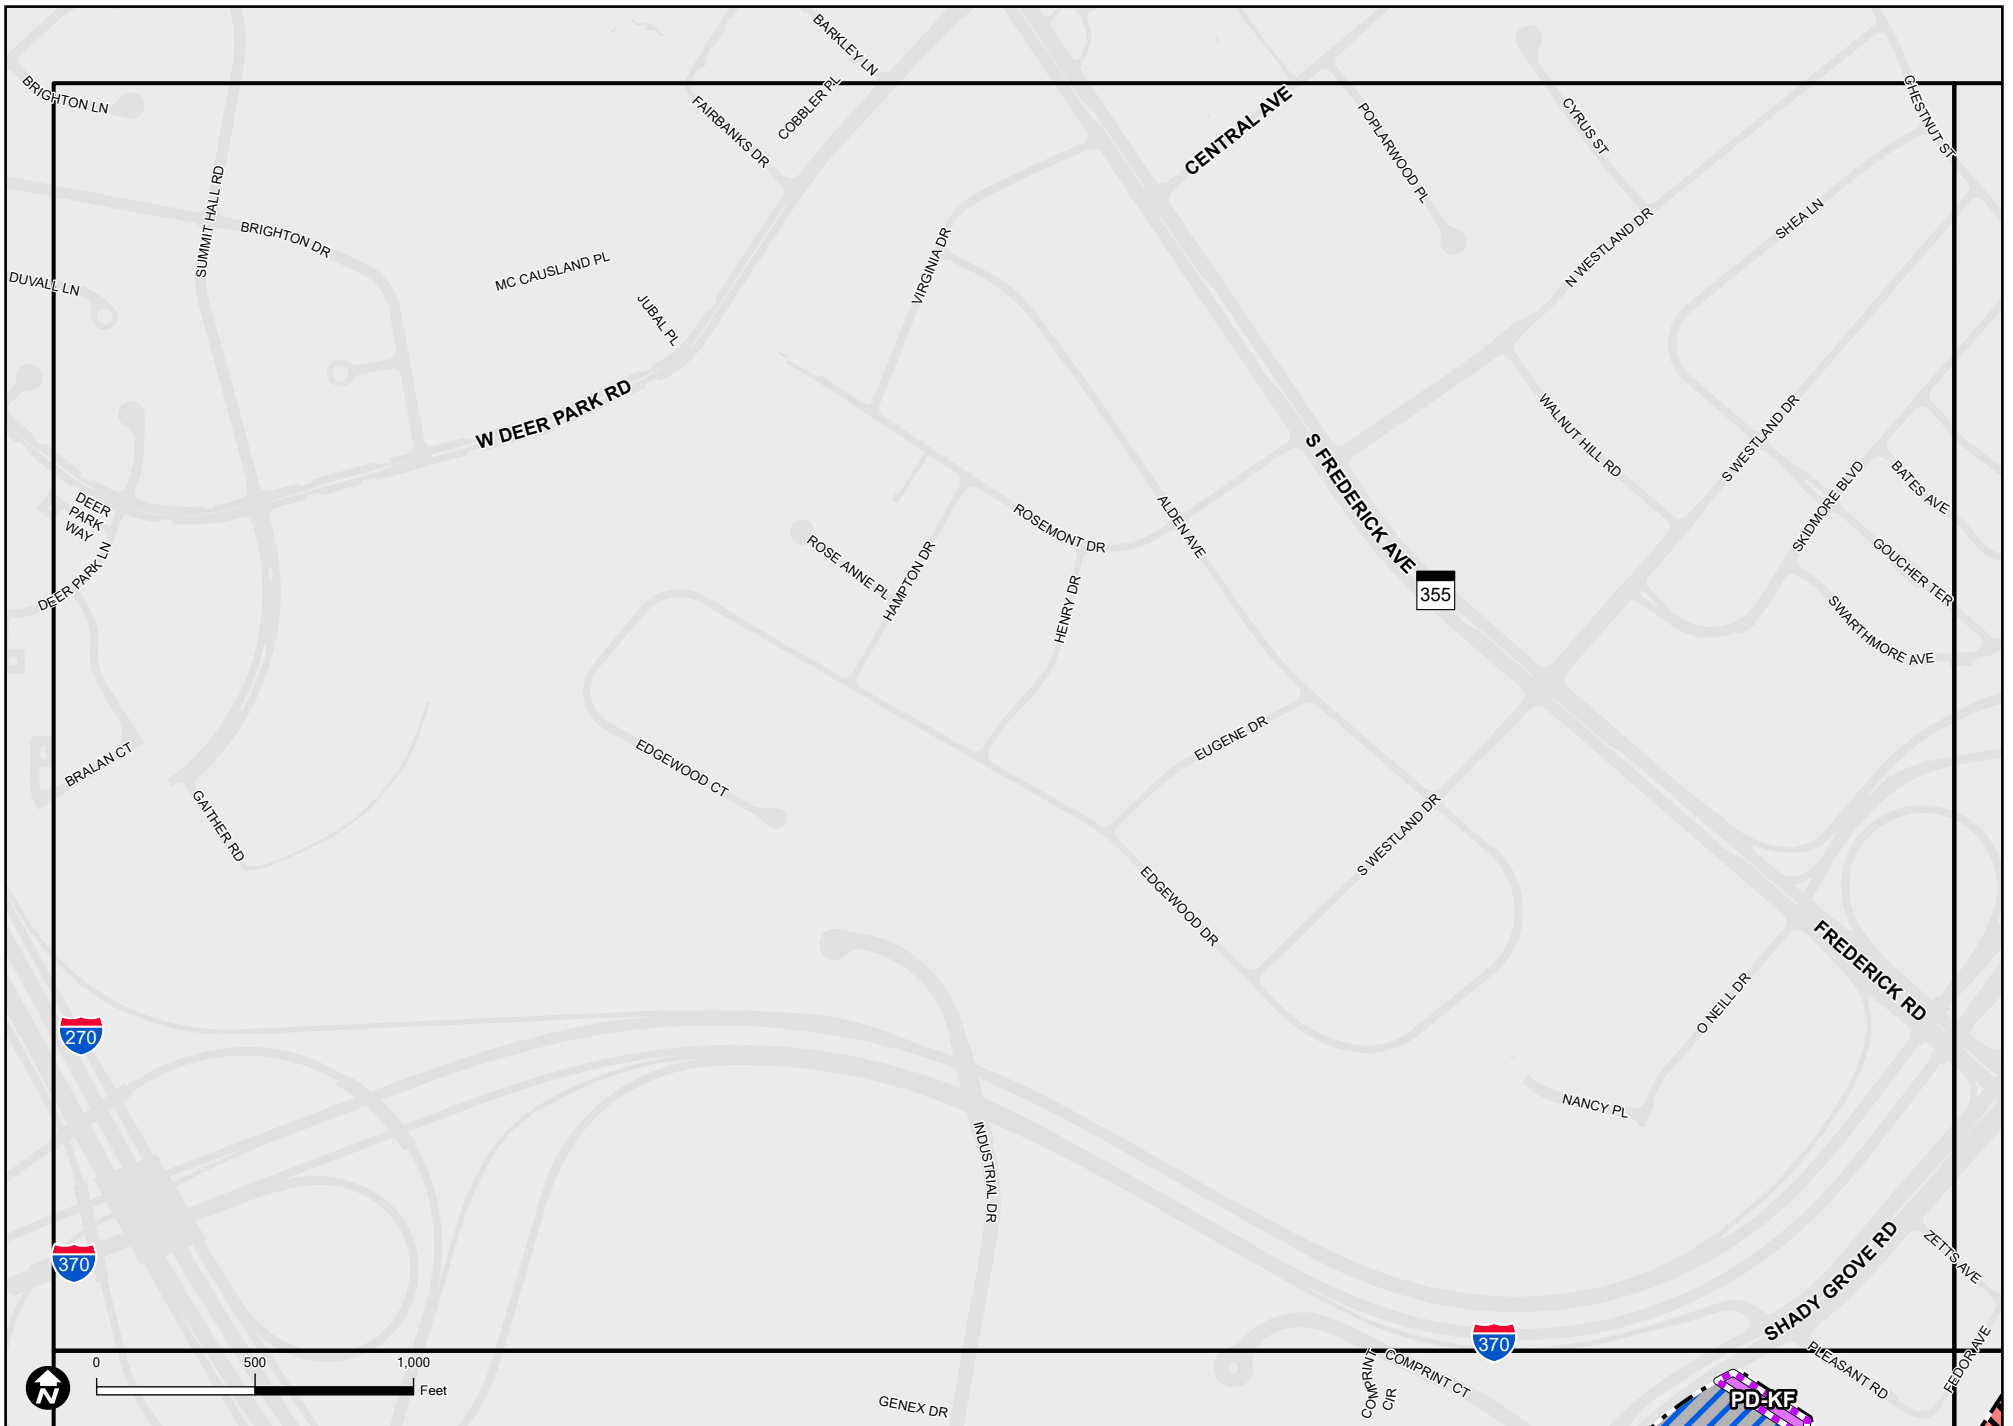 BARKLEY LN
BRIGHTON LN
COBBLER PL
FAIRBANKS DR
CENTRAL AVE
POPLARWOOD PL
CYRUS ST
CHESTNUT ST
SUMMIT HALL RD
BRIGHTON DR
DUVALL LN
MC CAUSLAND PL
JUBAL PL
VIRGINIA DR
N WESTLAND DR
SHEA LN
W DEER PARK RD
S FREDERICK AVE
WALNUT HILL RD
S WESTLAND DR
SKIDMORE BLVD
BATES AVE
DEER
PARK
WAY
DEER PARK LN
ROSE ANNE PL
HAMPTON DR
ROSEMONT DR
ALDEN AVE
HENRY DR
355
GOUCHER TER
SWARTHMORE AVE
BRALAN CT
EDGEWOOD CT
EUGENE DR
GAITHER RD
S WESTLAND DR
EDGEWOOD DR
FREDERICK RD
O NEILL DR
270
NANCY PL
INDUSTRIAL DR
370
SHADY GROVE RD
ZETTS AVE
370
COMPRINT
CIR
COMPRINT CT
PLEASANT RD
FEDOR AVE
N
0 500 1,000
Feet
GENEX DR
PD-KF